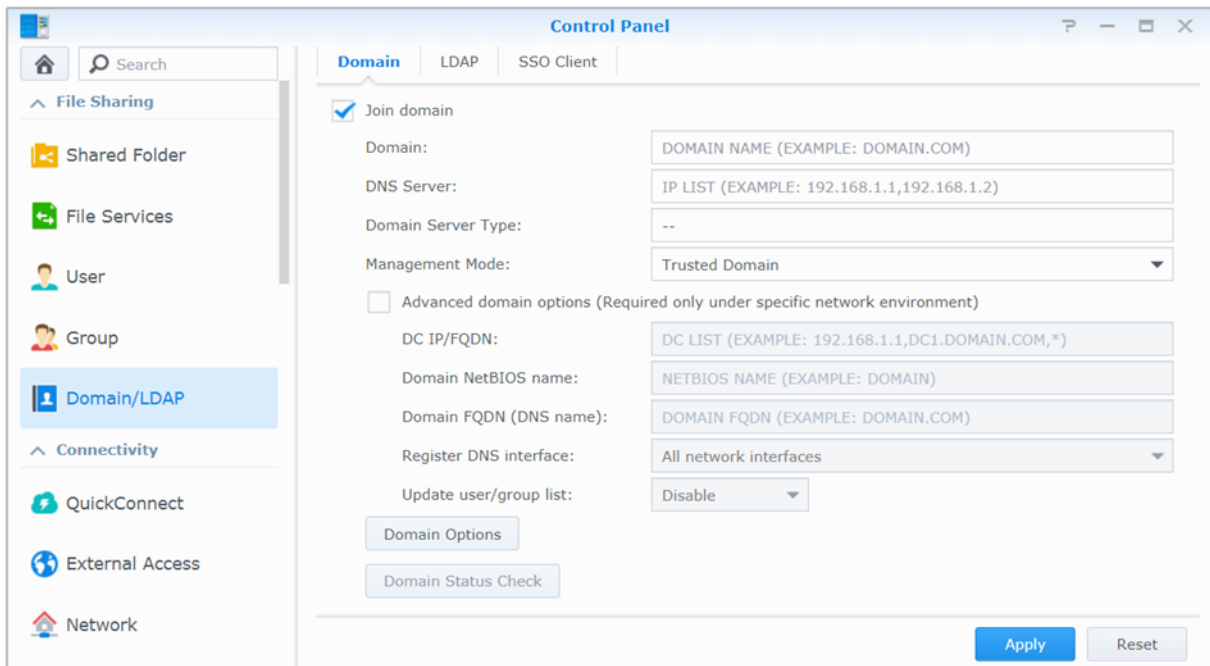 Control Panel
Search
File Sharing
Shared Folder
File Services
User
Group
Domain/LDAP
Connectivity
QuickConnect
External Access
Network
Domain LDAP SSO Client
Join domain
Domain: DOMAIN NAME (EXAMPLE: DOMAIN.COM)
DNS Server: IP LIST (EXAMPLE: 192.168.1.1,192.168.1.2)
Domain Server Type: --
Management Mode: Trusted Domain
Advanced domain options (Required only under specific network environment)
DC IP/FQDN: DC LIST (EXAMPLE: 192.168.1.1,DC1.DOMAIN.COM,*)
Domain NetBIOS name: NETBIOS NAME (EXAMPLE: DOMAIN)
Domain FQDN (DNS name): DOMAIN FQDN (EXAMPLE: DOMAIN.COM)
Register DNS interface: All network interfaces
Update user/group list: Disable
Domain Options
Domain Status Check
Apply Reset